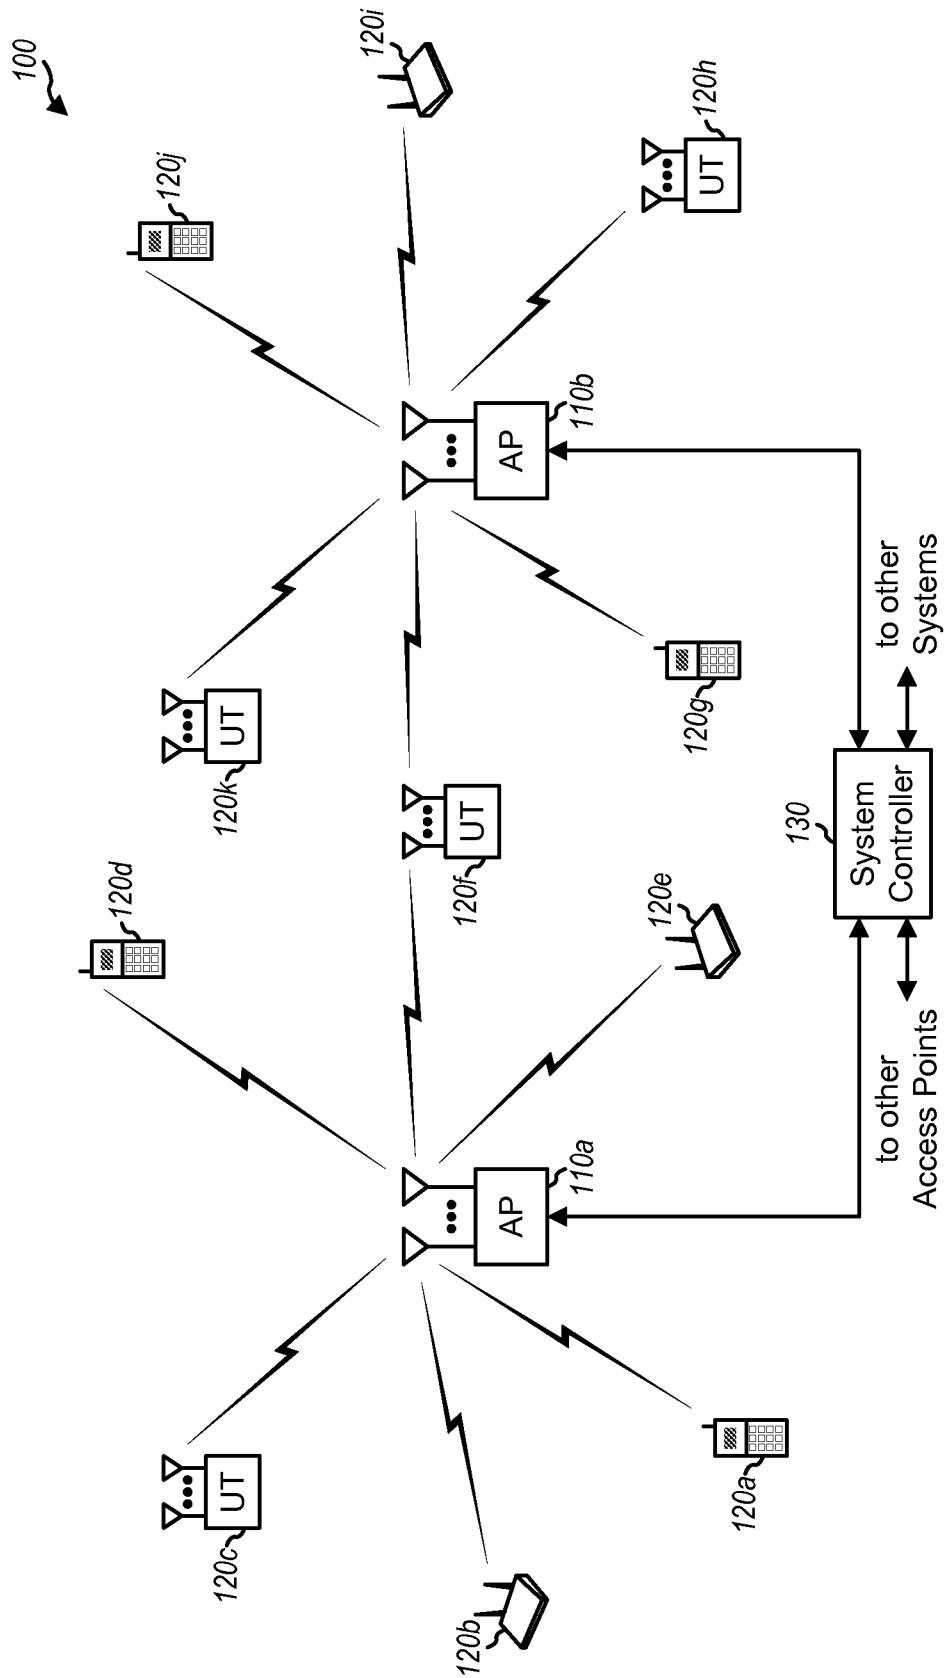 100
120d
120j
120c
UT
120k
UT
120i
120b
120f
UT
AP
110a
AP
110b
120a
120e
120g
120h
UT
130
System
Controller
to other
Access Points
to other
Systems